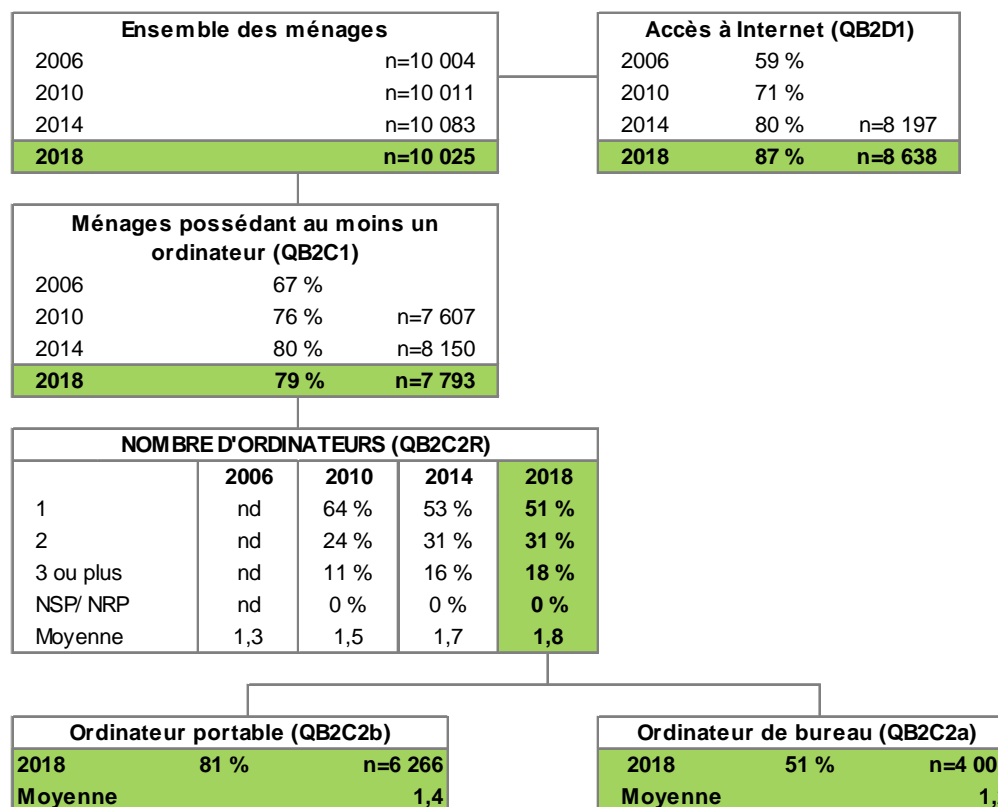 Ensemble des ménages
2006 n=10 004
2010 n=10 011
2014 n=10 083
2018 n=10 025
Accès à Internet (QB2D1)
2006 59 %
2010 71 %
2014 80 % n=8 197
2018 87 % n=8 638
Ménages possédant au moins un
ordinateur (QB2C1)
2006 67 %
2010 76 % n=7 607
2014 80 % n=8 150
2018 79 % n=7 793
NOMBRE D'ORDINATEURS (QB2C2R)
2006 2010 2014 2018
1 nd 64 % 53 % 51 %
2 nd 24 % 31 % 31 %
3 ou plus nd 11 % 16 % 18 %
NSP/ NRP nd 0 % 0 % 0 %
Moyenne 1,3 1,5 1,7 1,8
Ordinateur portable (QB2C2b)
2018 81 % n=6 266
Moyenne 1,4
Ordinateur de bureau (QB2C2a)
2018 51 %
Moyenne